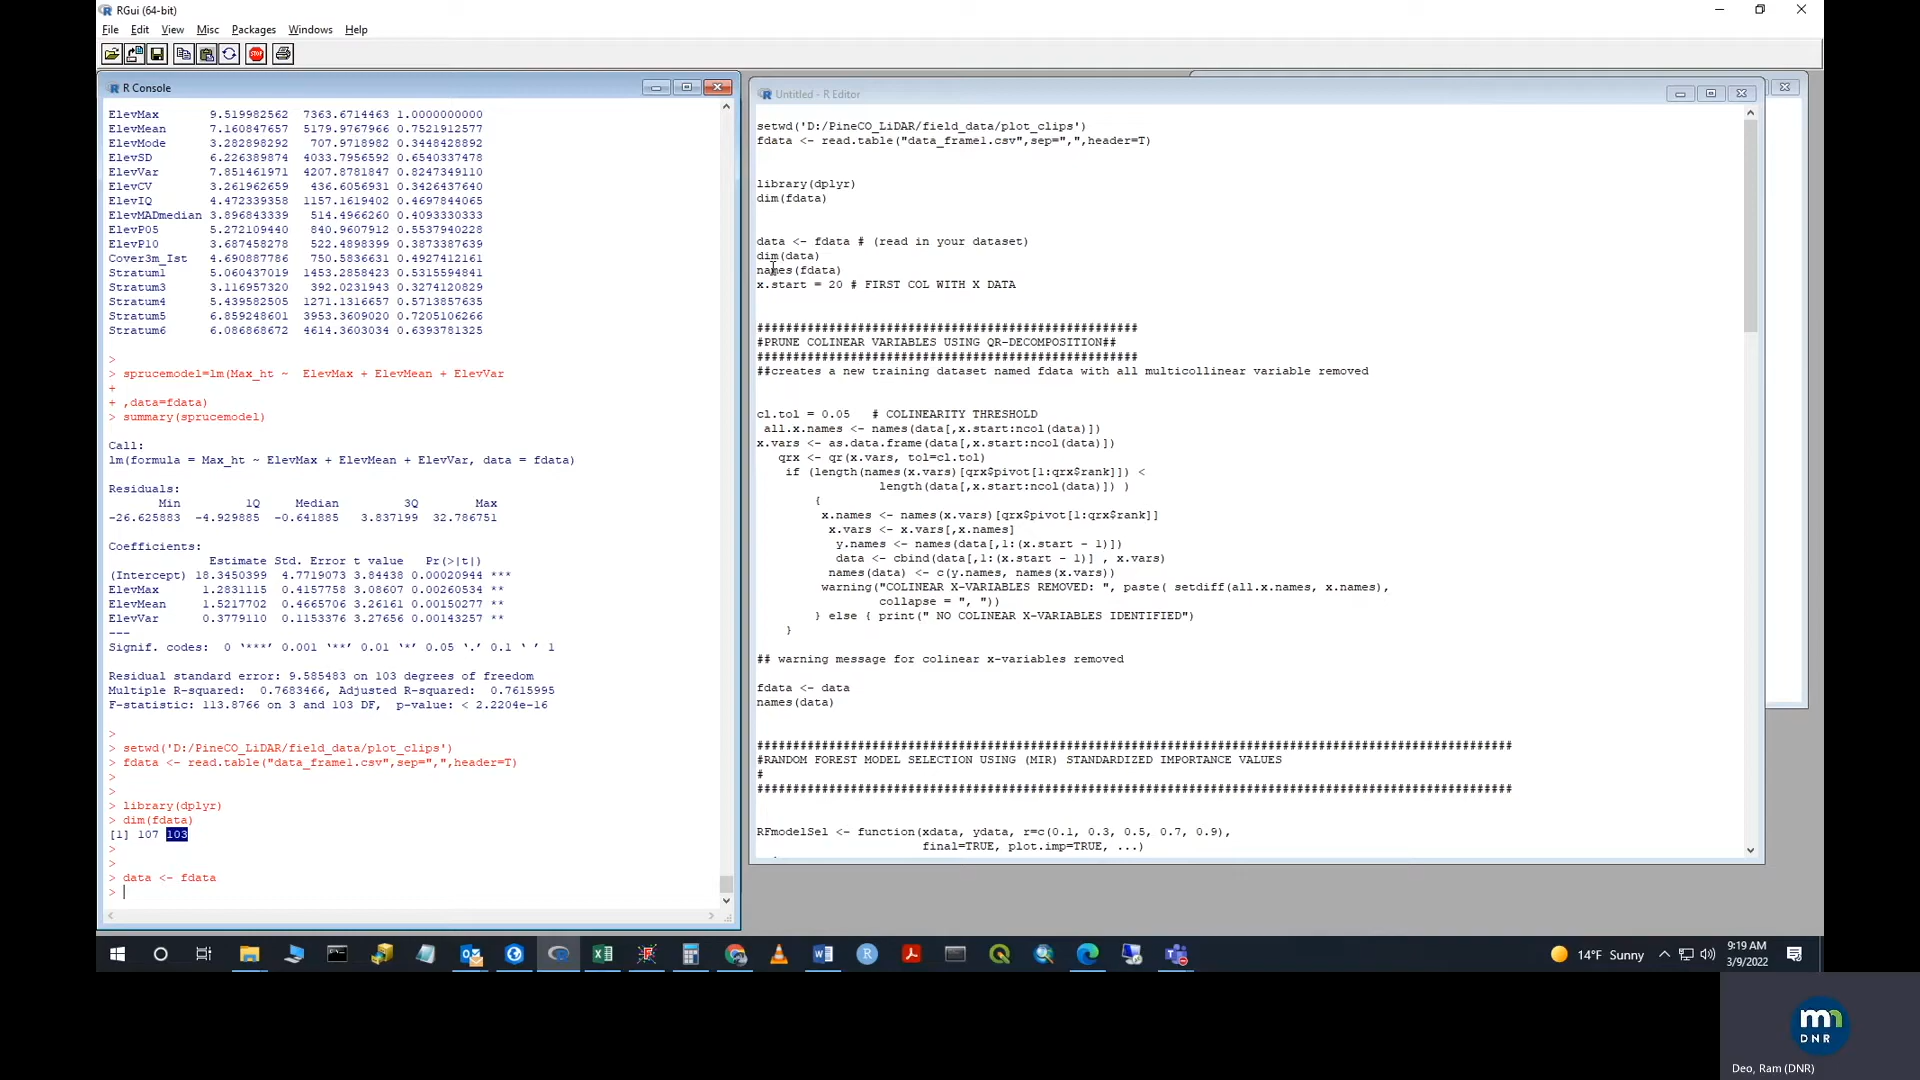 RGui (64-bit)
File Edit View Misc Packages Windows Help
R Console
ElevMax 9.519982562 7363.6714463 1.0000000000
ElevMean 7.160847657 5179.9767966 0.7521912577
ElevMode 3.282898292 707.9718982 0.3448428892
ElevSD 6.226389874 4033.7956592 0.6540337478
ElevVar 7.851461971 4207.8781847 0.8247349110
ElevCV 3.261962659 436.6056931 0.3426437640
ElevIQ 4.472339358 1157.1619402 0.4697844065
ElevMADmedian 3.896843339 514.4966260 0.4093330333
ElevP05 5.272109440 840.9607912 0.5537940228
ElevP10 3.687458278 522.4898399 0.3873387639
Cover3m_1st 4.690887786 750.5836631 0.4927412161
Stratum1 5.060437019 1453.2858423 0.5315594841
Stratum3 3.116957320 392.0231943 0.3274120829
Stratum4 5.439582505 1271.1316657 0.5713857635
Stratum5 6.859248601 3953.3609020 0.7205106266
Stratum6 6.086868672 4614.3603034 0.6393781325
>
> sprucemodel=lm(Max_ht ~ ElevMax + ElevMean + ElevVar
+
+ ,data=fdata)
> summary(sprucemodel)
Call:
lm(formula = Max_ht ~ ElevMax + ElevMean + ElevVar, data = fdata)
Residuals:
Min 1Q Median 3Q Max
-26.625883 -4.929885 -0.641885 3.837199 32.786751
Coefficients:
Estimate Std. Error t value Pr(>|t|)
(Intercept) 18.3450399 4.7719073 3.84438 0.00020944 ***
ElevMax 1.2831115 0.4157758 3.08607 0.00260534 **
ElevMean 1.5217702 0.4665706 3.26161 0.00150277 **
ElevVar 0.3779110 0.1153376 3.27656 0.00143257 **
---
Signif. codes: 0 ‘***’ 0.001 ‘**’ 0.01 ‘*’ 0.05 ‘.’ 0.1 ‘ ’ 1
Residual standard error: 9.585483 on 103 degrees of freedom
Multiple R-squared: 0.7683466, Adjusted R-squared: 0.7615995
F-statistic: 113.8766 on 3 and 103 DF, p-value: < 2.2204e-16
>
> setwd('D:/PineCO_LiDAR/field_data/plot_clips')
> fdata <- read.table("data_frame1.csv",sep=",",header=T)
>
>
> library(dplyr)
> dim(fdata)
[1] 107 103
>
>
> data <- fdata
>
Untitled - R Editor
setwd('D:/PineCO_LiDAR/field_data/plot_clips')
fdata <- read.table("data_frame1.csv",sep=",",header=T)
library(dplyr)
dim(fdata)
data <- fdata # (read in your dataset)
dim(data)
names(fdata)
x.start = 20 # FIRST COL WITH X DATA
#####################################################
#PRUNE COLINEAR VARIABLES USING QR-DECOMPOSITION##
#####################################################
##creates a new training dataset named fdata with all multicollinear variable removed
cl.tol = 0.05 # COLINEARITY THRESHOLD
all.x.names <- names(data[,x.start:ncol(data)])
x.vars <- as.data.frame(data[,x.start:ncol(data)])
qrx <- qr(x.vars, tol=cl.tol)
if (length(names(x.vars)[qrx$pivot[1:qrx$rank]]) <
length(data[,x.start:ncol(data)]) )
{
x.names <- names(x.vars)[qrx$pivot[1:qrx$rank]]
x.vars <- x.vars[,x.names]
y.names <- names(data[,1:(x.start - 1)])
data <- cbind(data[,1:(x.start - 1)] , x.vars)
names(data) <- c(y.names, names(x.vars))
warning("COLINEAR X-VARIABLES REMOVED: ", paste( setdiff(all.x.names, x.names),
collapse = ", "))
} else { print(" NO COLINEAR X-VARIABLES IDENTIFIED")
}
## warning message for colinear x-variables removed
fdata <- data
names(data)
#########################################################################################################
#RANDOM FOREST MODEL SELECTION USING (MIR) STANDARDIZED IMPORTANCE VALUES
#
#########################################################################################################
RFmodelSel <- function(xdata, ydata, r=c(0.1, 0.3, 0.5, 0.7, 0.9),
final=TRUE, plot.imp=TRUE, ...)
14°F Sunny
9:19 AM
3/9/2022
mn
DNR
Deo, Ram (DNR)